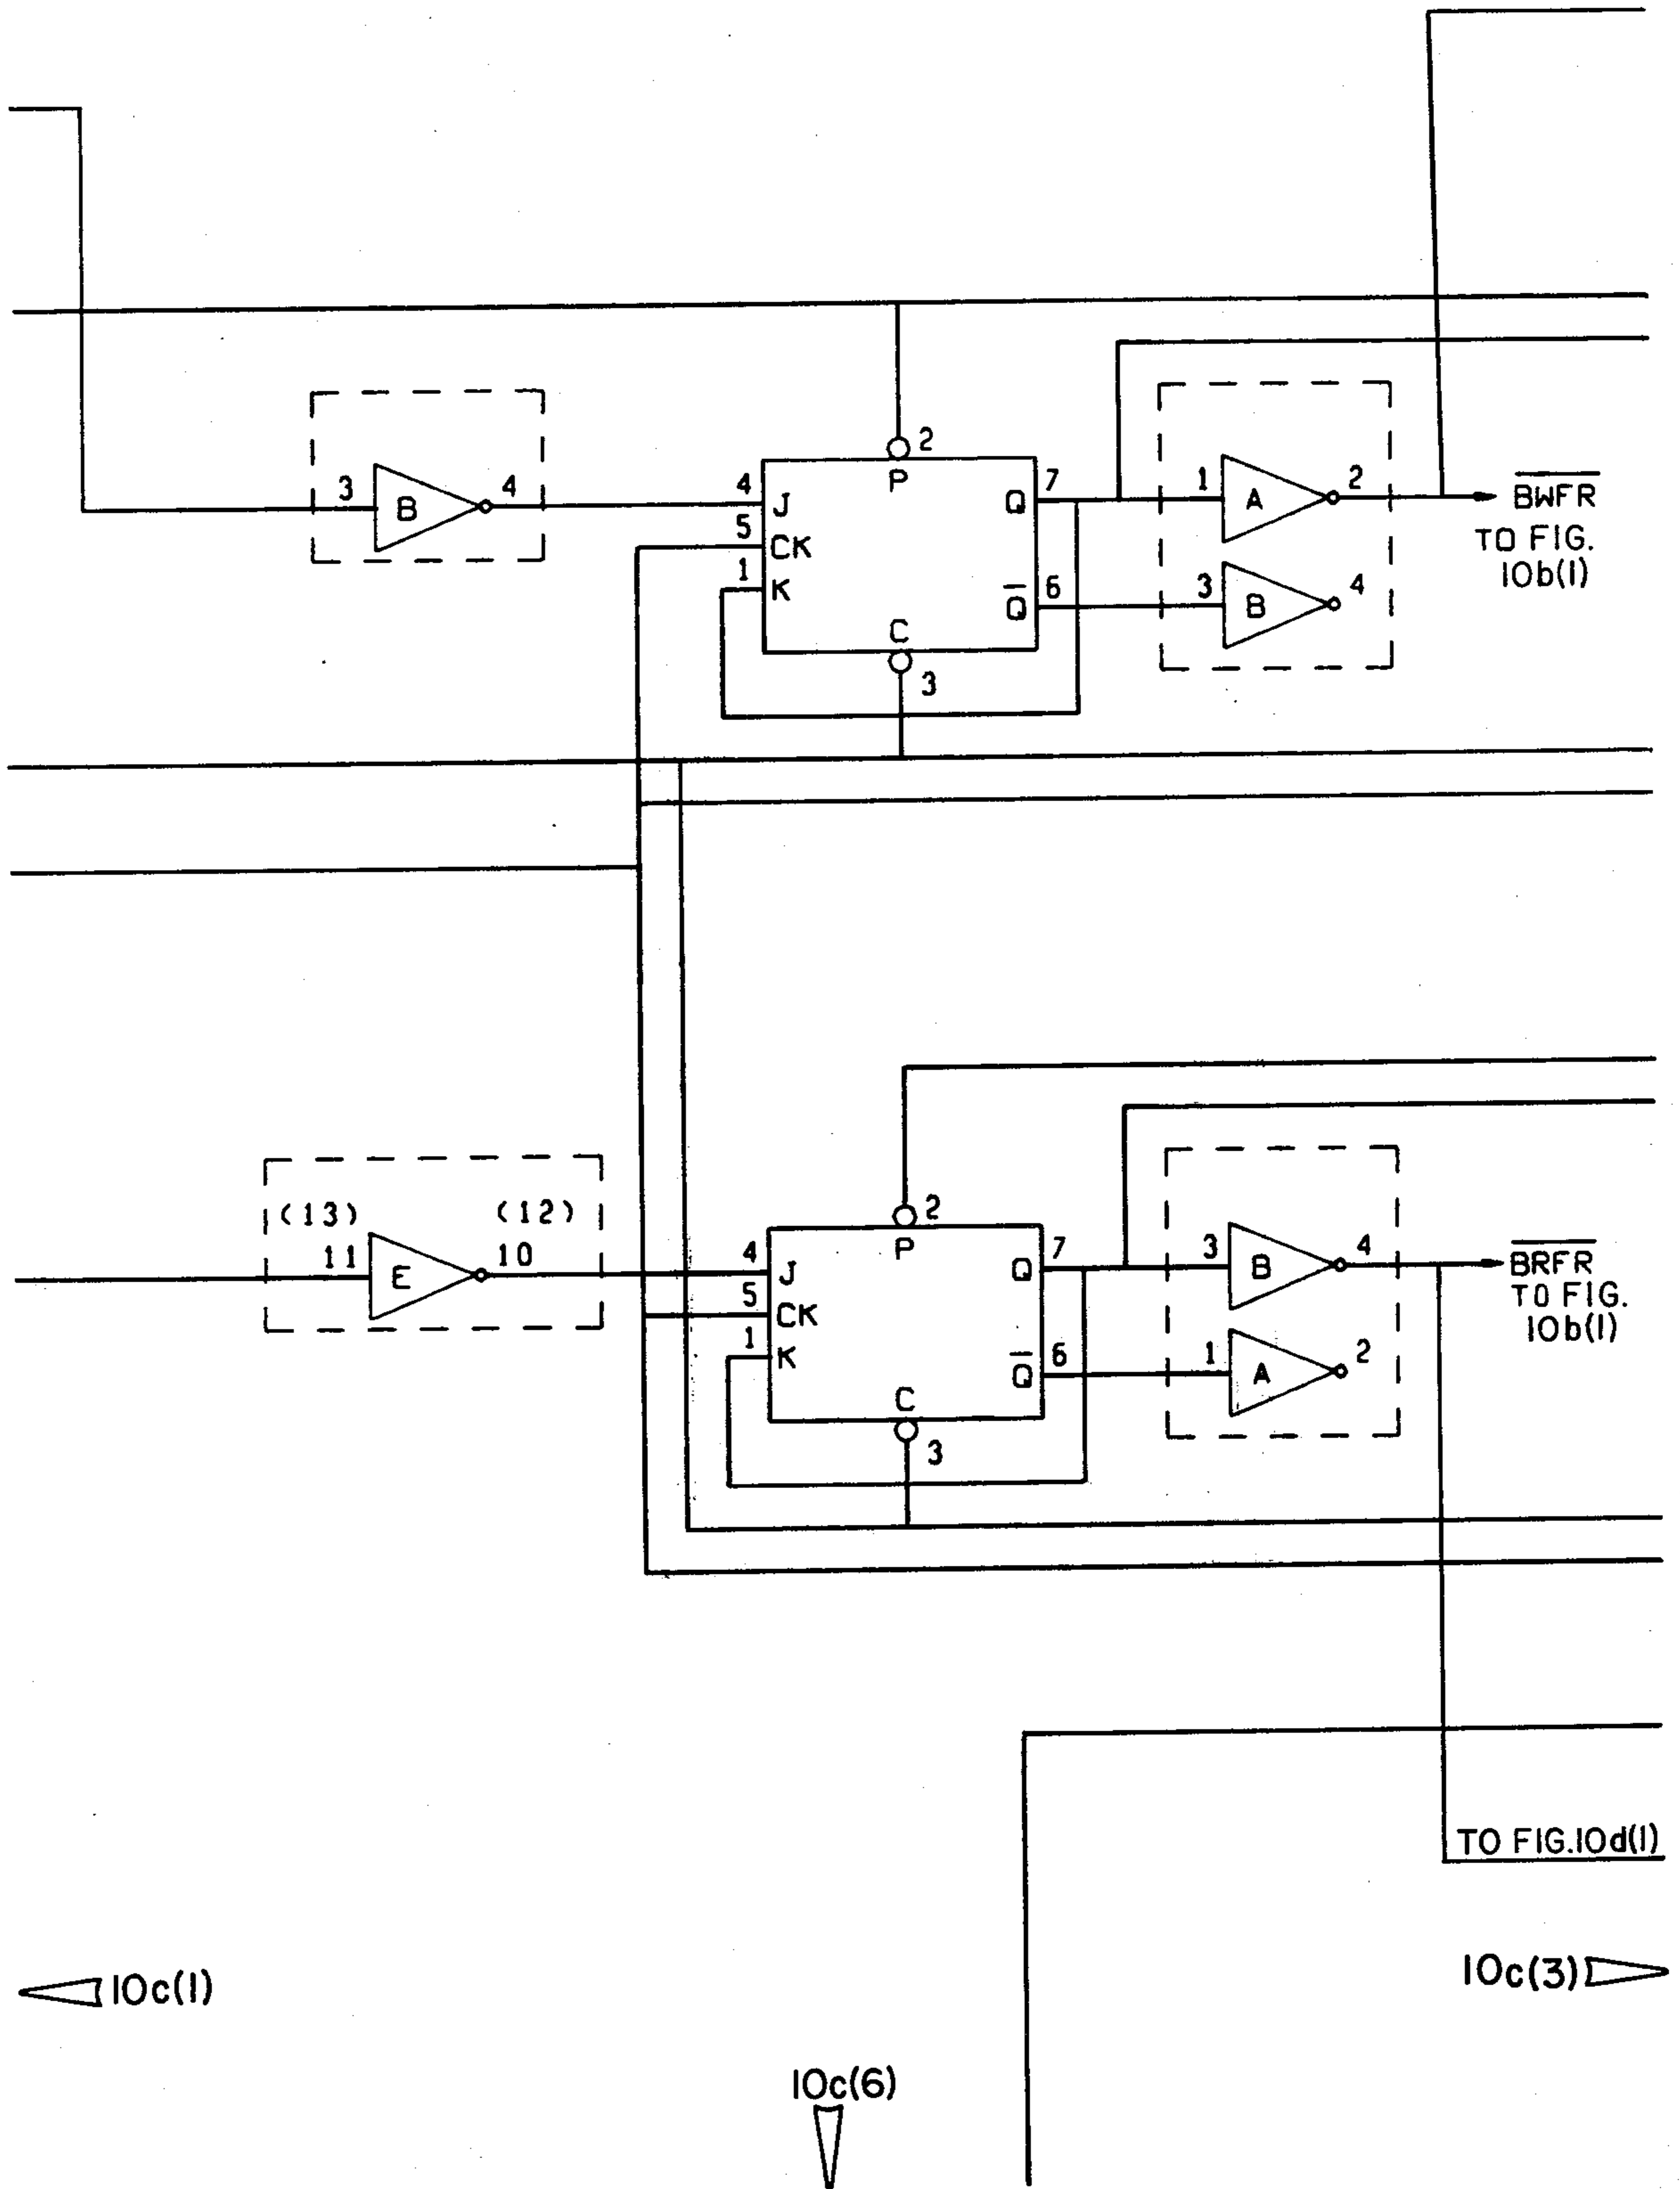 2
P
3
B
4
4
J
5
CK
1
K
C
3
Q
7
Q̅
6
1
A
2
3
B
4
B̅W̅F̅R̅
TO FIG.
10b(1)
(13)
(12)
11
E
10
2
P
4
J
5
CK
1
K
C
3
Q
7
Q̅
6
3
B
4
1
A
2
B̅R̅F̅R̅
TO FIG.
10b(1)
TO FIG.10d(1)
10c(1)
10c(3)
10c(6)